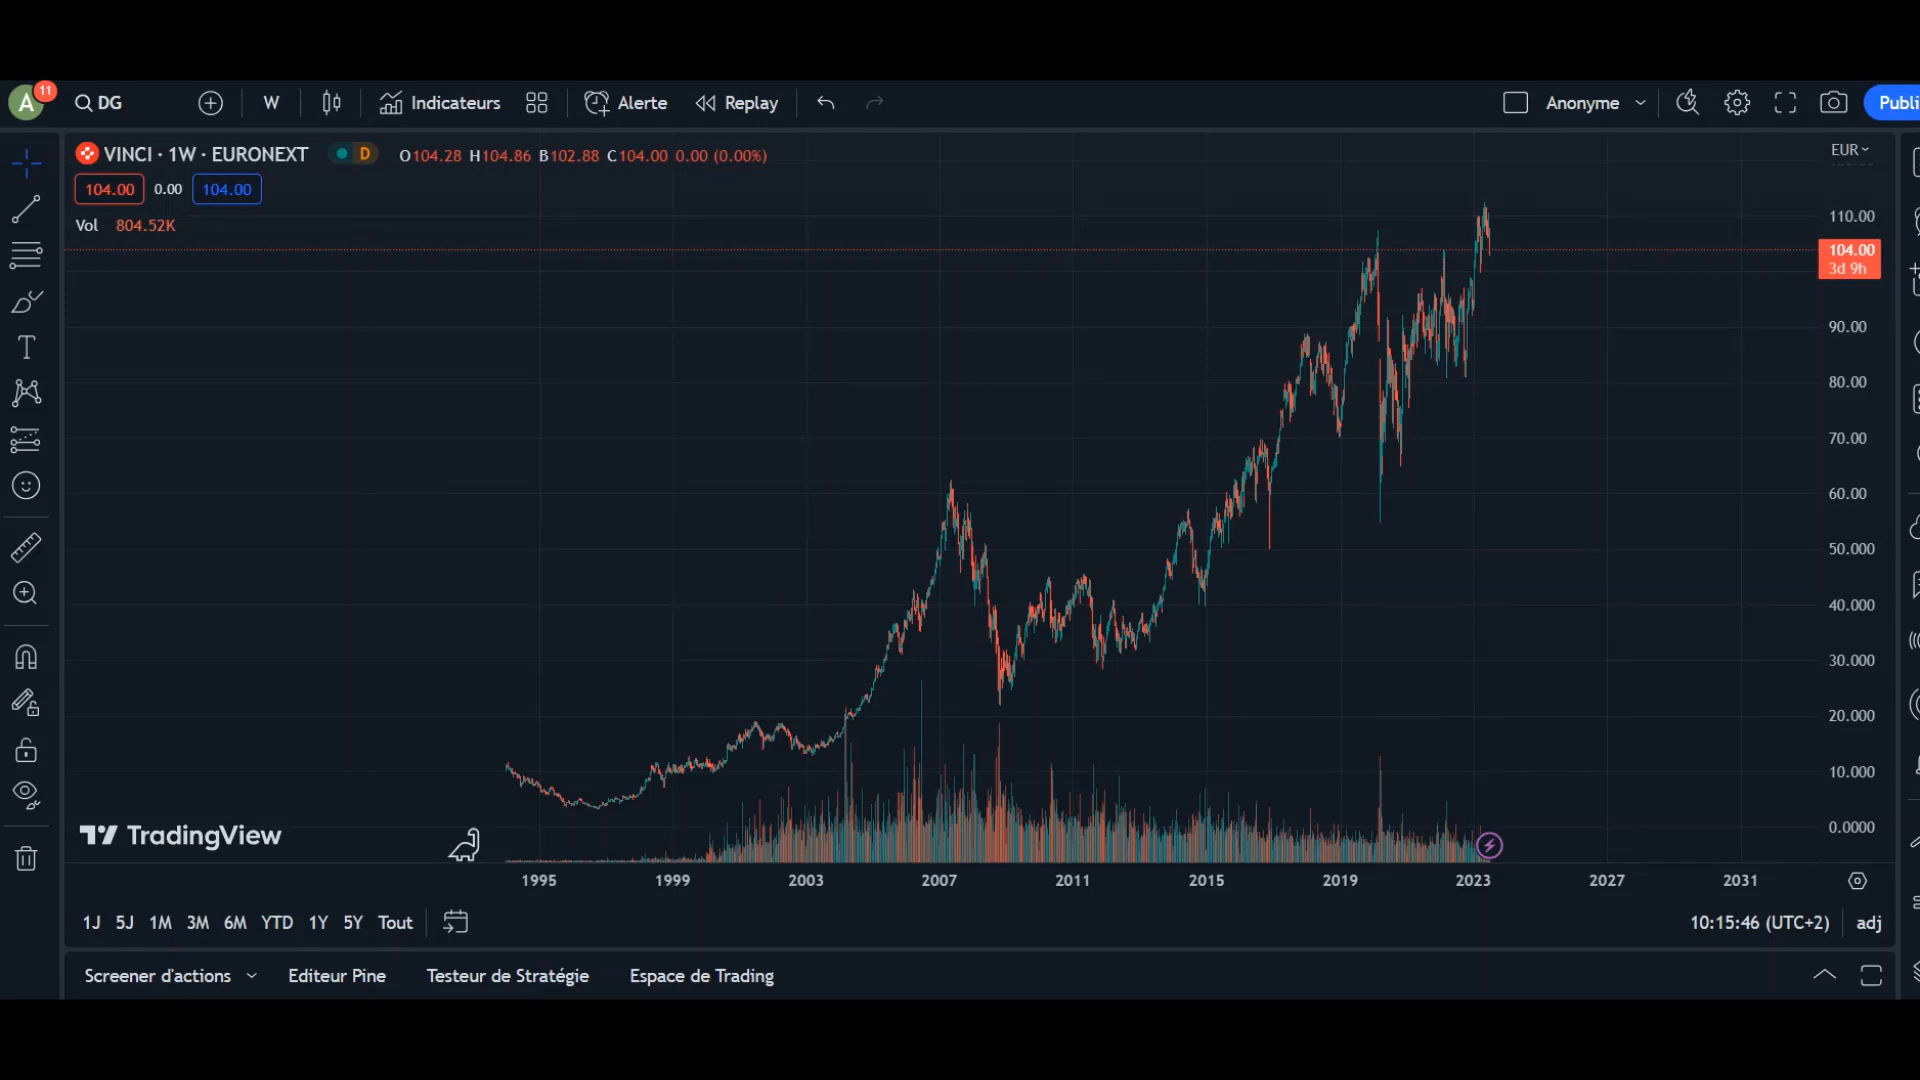 A 11 DG W Indicateurs Alerte Replay Anonyme Publi
VINCI · 1W · EURONEXT D O104.28 H104.86 B102.88 C104.00 0.00 (0.00%)
EUR
104.00 0.00 104.00
Vol 804.52K
110.00
104.00
3d 9h
90.00
80.00
70.00
60.00
50.000
40.000
30.000
20.000
10.000
0.0000
TradingView
1995 1999 2003 2007 2011 2015 2019 2023 2027 2031
1J 5J 1M 3M 6M YTD 1Y 5Y Tout 10:15:46 (UTC+2) adj
Screener d'actions Editeur Pine Testeur de Stratégie Espace de Trading